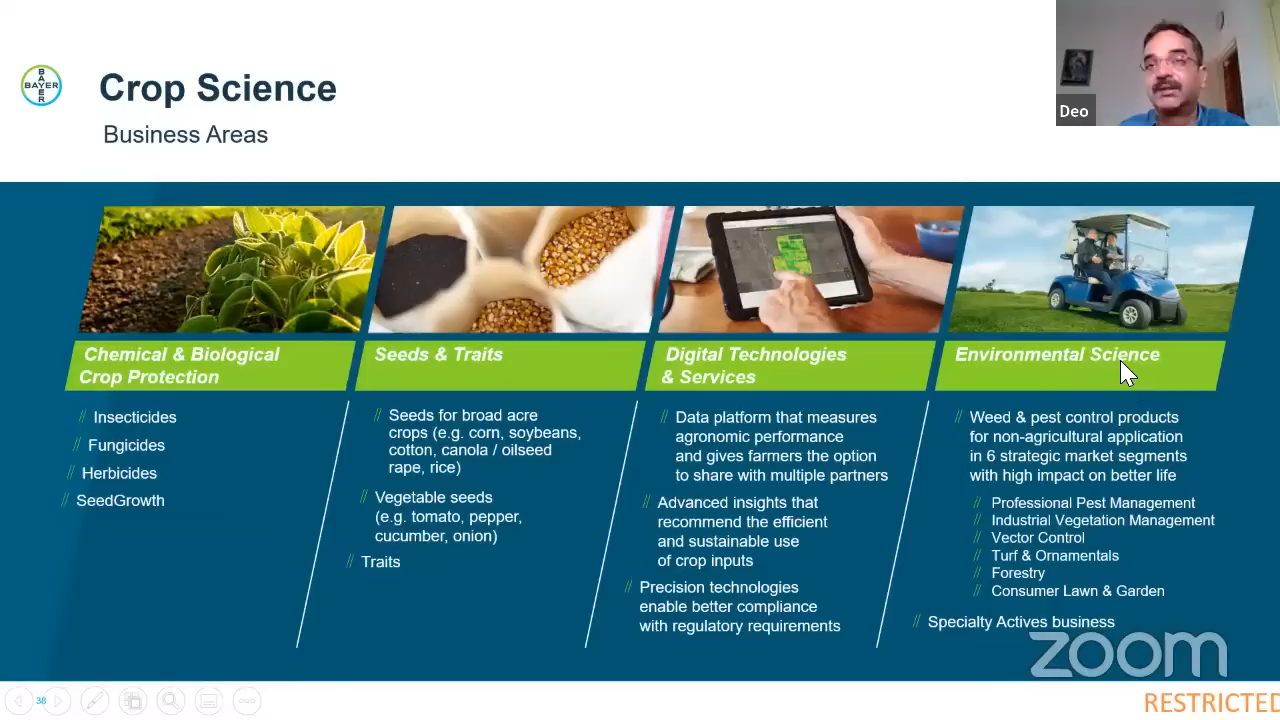 BAYER
BAYER
Crop Science
Business Areas
Deo
Chemical & Biological
Crop Protection
// Insecticides
// Fungicides
// Herbicides
// SeedGrowth
Seeds & Traits
// Seeds for broad acre
crops (e.g. corn, soybeans,
cotton, canola / oilseed
rape, rice)
// Vegetable seeds
(e.g. tomato, pepper,
cucumber, onion)
// Traits
Digital Technologies
& Services
// Data platform that measures
agronomic performance
and gives farmers the option
to share with multiple partners
// Advanced insights that
recommend the efficient
and sustainable use
of crop inputs
// Precision technologies
enable better compliance
with regulatory requirements
Environmental Science
// Weed & pest control products
for non-agricultural application
in 6 strategic market segments
with high impact on better life
// Professional Pest Management
// Industrial Vegetation Management
// Vector Control
// Turf & Ornamentals
// Forestry
// Consumer Lawn & Garden
// Specialty Actives business
zoom
38
RESTRICTED